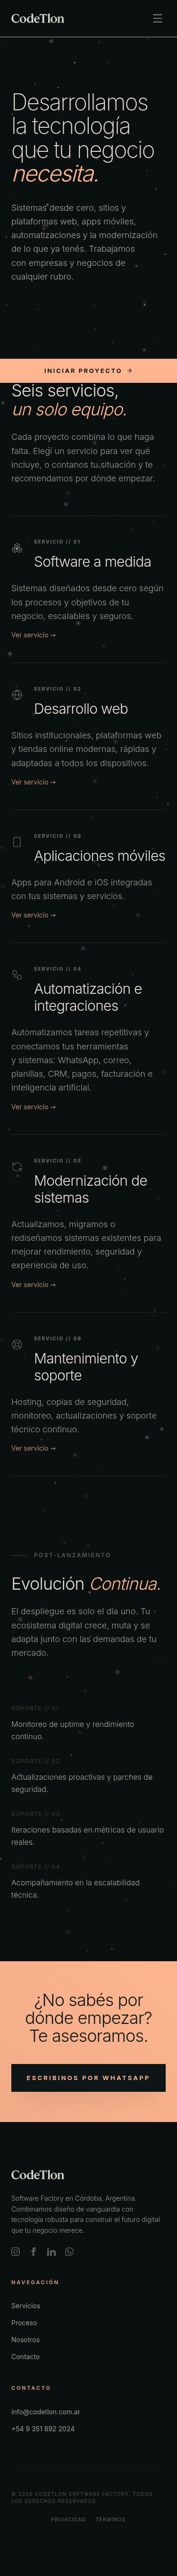 CodeTlon
Desarrollamos
la tecnología
que tu negocio
necesita.
Sistemas desde cero, sitios y
plataformas web, apps móviles,
automatizaciones y la modernización
de lo que ya tenés. Trabajamos
con empresas y negocios de
cualquier rubro.
INICIAR PROYECTO →
Seis servicios,
un solo equipo.
Cada proyecto combina lo que haga
falta. Elegí un servicio para ver qué
incluye, o contanos tu situación y te
recomendamos por dónde empezar.
SERVICIO // 01
Software a medida
Sistemas diseñados desde cero según
los procesos y objetivos de tu
negocio, escalables y seguros.
Ver servicio →
SERVICIO // 02
Desarrollo web
Sitios institucionales, plataformas web
y tiendas online modernas, rápidas y
adaptadas a todos los dispositivos.
Ver servicio →
SERVICIO // 03
Aplicaciones móviles
Apps para Android e iOS integradas
con tus sistemas y servicios.
Ver servicio →
SERVICIO // 04
Automatización e
integraciones
Automatizamos tareas repetitivas y
conectamos tus herramientas
y sistemas: WhatsApp, correo,
planillas, CRM, pagos, facturación e
inteligencia artificial.
Ver servicio →
SERVICIO // 05
Modernización de
sistemas
Actualizamos, migramos o
rediseñamos sistemas existentes para
mejorar rendimiento, seguridad y
experiencia de uso.
Ver servicio →
SERVICIO // 06
Mantenimiento y
soporte
Hosting, copias de seguridad,
monitoreo, actualizaciones y soporte
técnico continuo.
Ver servicio →
POST-LANZAMIENTO
Evolución Continua.
El despliegue es solo el día uno. Tu
ecosistema digital crece, muta y se
adapta junto con las demandas de tu
mercado.
SOPORTE // 01
Monitoreo de uptime y rendimiento
continuo.
SOPORTE // 02
Actualizaciones proactivas y parches de
seguridad.
SOPORTE // 03
Iteraciones basadas en métricas de usuario
reales.
SOPORTE // 04
Acompañamiento en la escalabilidad
técnica.
¿No sabés por
dónde empezar?
Te asesoramos.
ESCRIBINOS POR WHATSAPP
CodeTlon
Software Factory en Córdoba, Argentina.
Combinamos diseño de vanguardia con
tecnología robusta para construir el futuro digital
que tu negocio merece.
NAVEGACIÓN
Servicios
Proceso
Nosotros
Contacto
CONTACTO
info@codetlon.com.ar
+54 9 351 892 2024
© 2026 CODETLON SOFTWARE FACTORY. TODOS
LOS DERECHOS RESERVADOS.
PRIVACIDAD TÉRMINOS